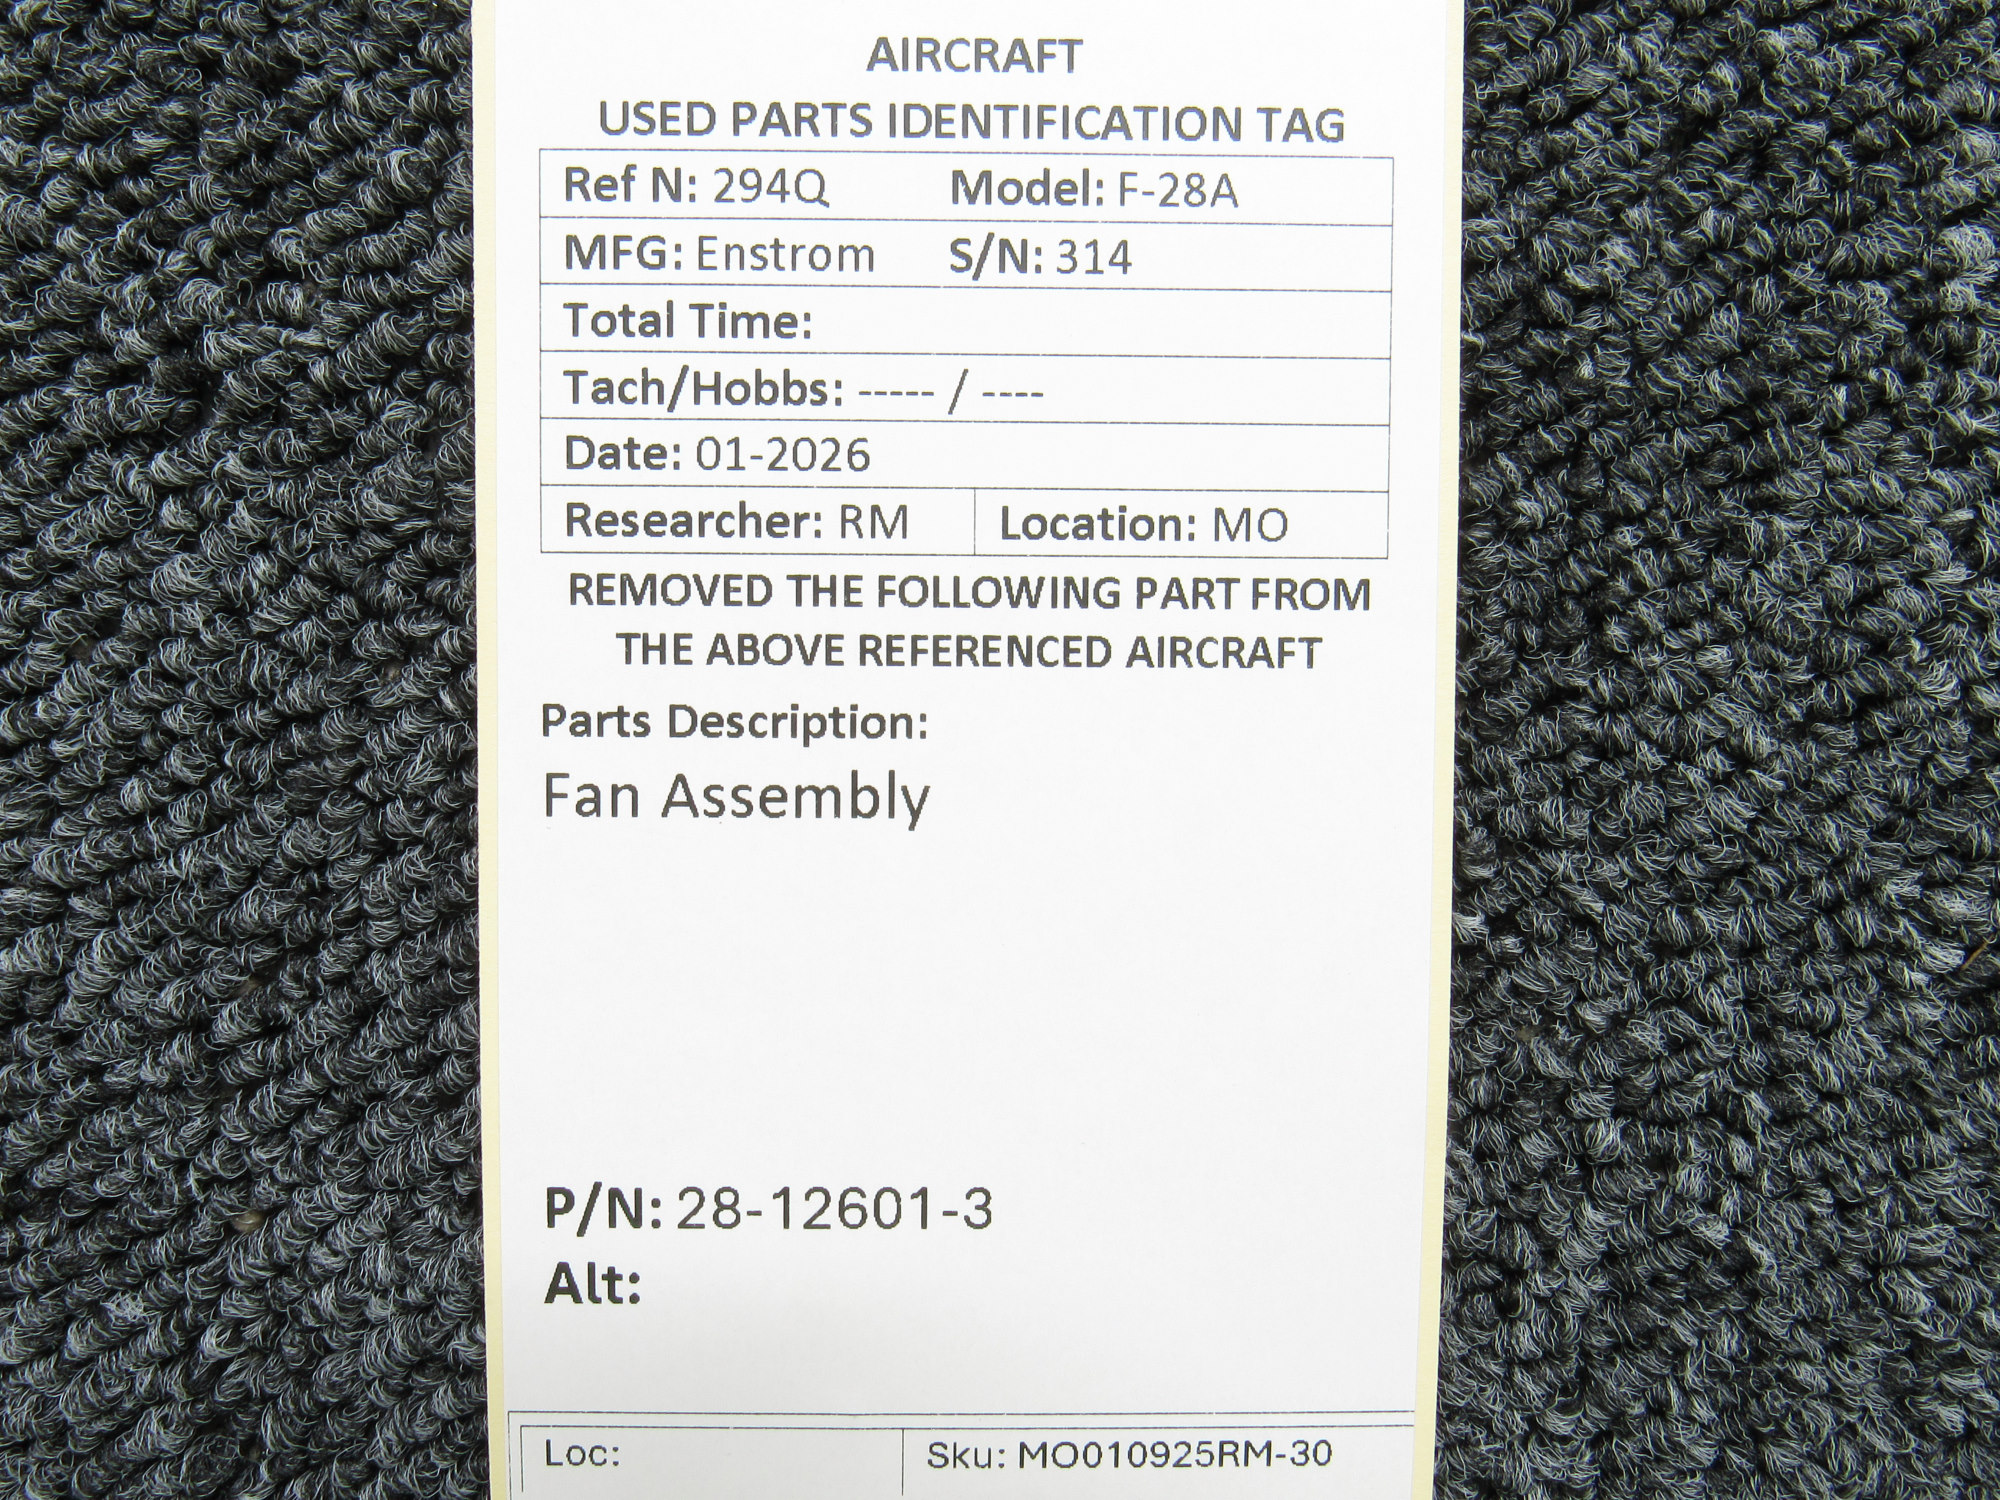 AIRCRAFT
USED PARTS IDENTIFICATION TAG
Ref N: 294Q Model: F-28A
MFG: Enstrom S/N: 314
Total Time:
Tach/Hobbs: ----- / ----
Date: 01-2026
Researcher: RM Location: MO
REMOVED THE FOLLOWING PART FROM
THE ABOVE REFERENCED AIRCRAFT
Parts Description:
Fan Assembly
P/N: 28-12601-3
Alt:
Loc: Sku: MO010925RM-30